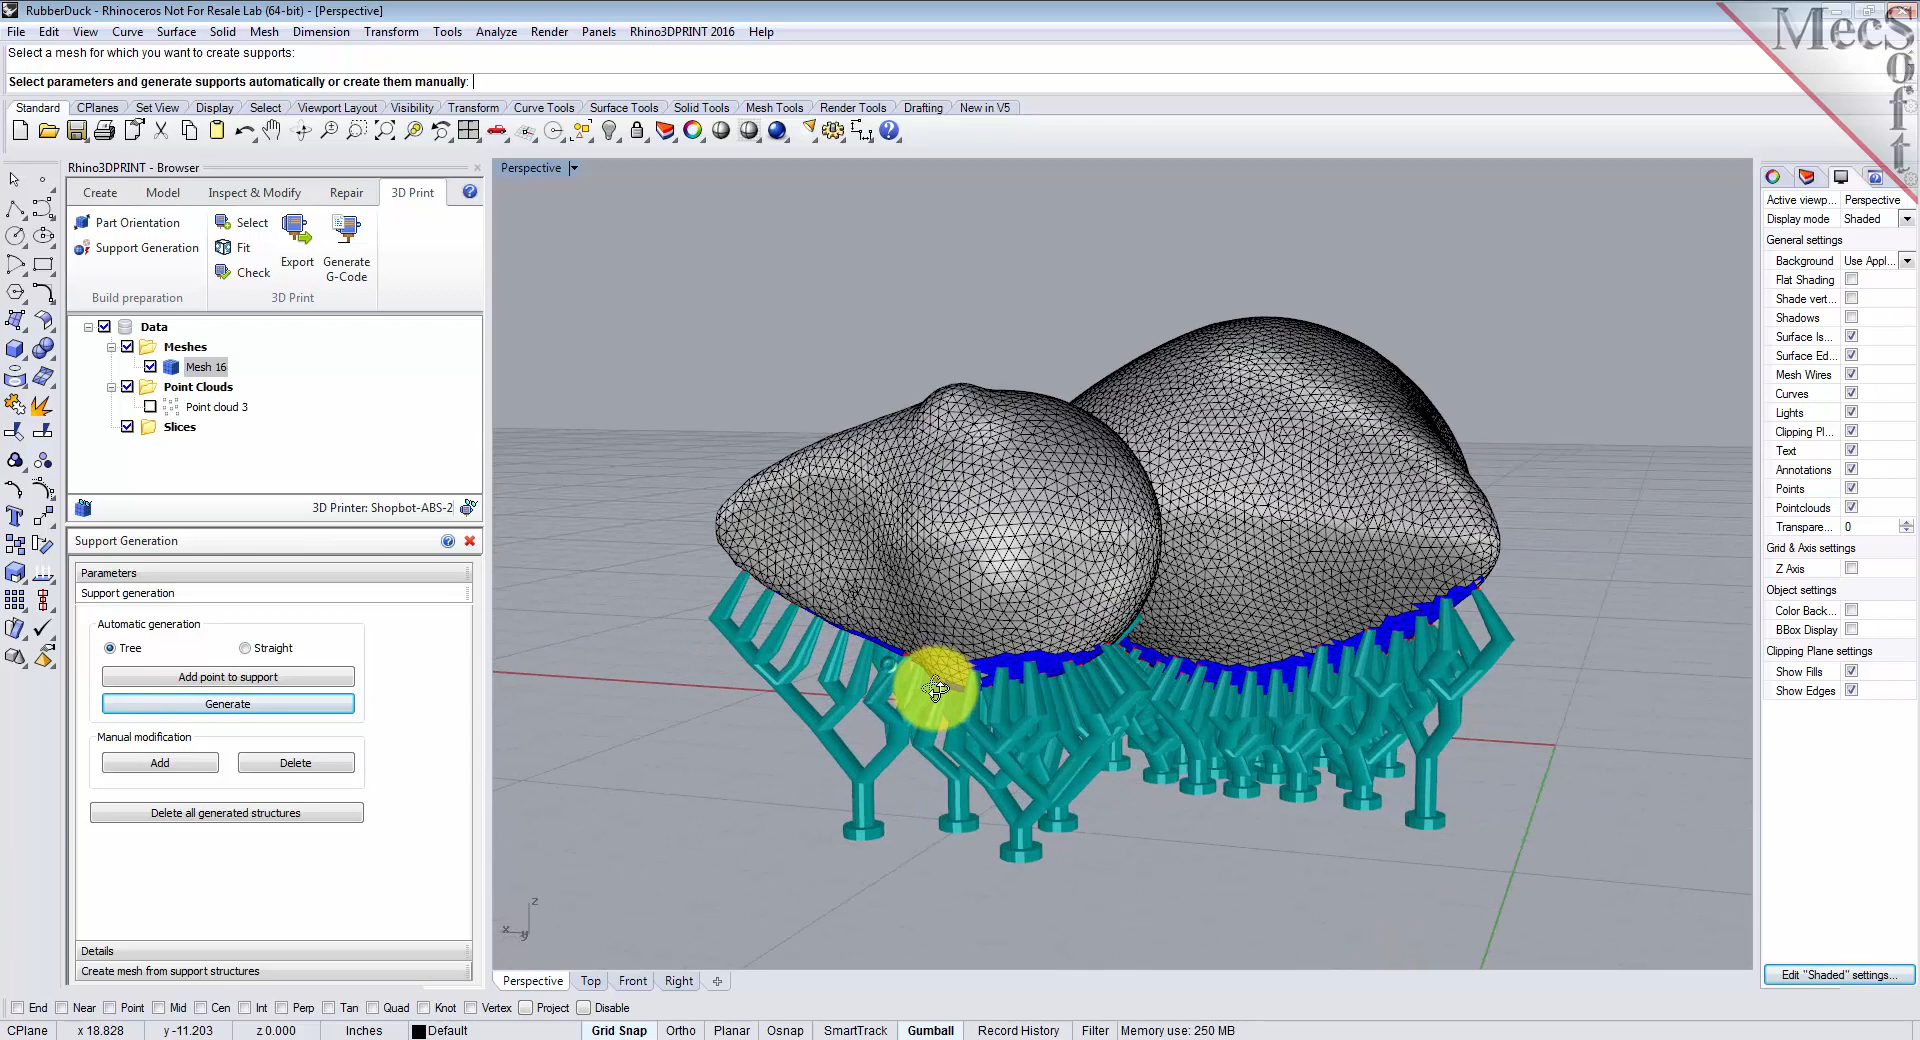 RubberDuck - Rhinoceros Not For Resale Lab (64-bit) - [Perspective]
File Edit View Curve Surface Solid Mesh Dimension Transform Tools Analyze Render Panels Rhino3DPRINT 2016 Help
MecSoft
Select a mesh for which you want to create supports:
Select parameters and generate supports automatically or create them manually:
Standard CPlanes Set View Display Select Viewport Layout Visibility Transform Curve Tools Surface Tools Solid Tools Mesh Tools Render Tools Drafting New in V5
Rhino3DPRINT - Browser
Create Model Inspect & Modify Repair 3D Print
Part Orientation
Support Generation
Build preparation
Select
Fit
Check
Export
Generate
G-Code
3D Print
Data
Meshes
Mesh 16
Point Clouds
Point cloud 3
Slices
3D Printer: Shopbot-ABS-2
Support Generation
Parameters
Support generation
Automatic generation
Tree Straight
Add point to support
Generate
Manual modification
Add Delete
Delete all generated structures
Details
Create mesh from support structures
Perspective
z
x y
Perspective Top Front Right
Active viewp... Perspective
Display mode Shaded
General settings
Background Use Appl...
Flat Shading
Shade vert...
Shadows
Surface Is...
Surface Ed...
Mesh Wires
Curves
Lights
Clipping Pl...
Text
Annotations
Points
Pointclouds
Transpare... 0
Grid & Axis settings
Z Axis
Object settings
Color Back...
BBox Display
Clipping Plane settings
Show Fills
Show Edges
Edit "Shaded" settings...
End Near Point Mid Cen Int Perp Tan Quad Knot Vertex Project Disable
CPlane x 18.828 y -11.203 z 0.000 Inches Default Grid Snap Ortho Planar Osnap SmartTrack Gumball Record History Filter Memory use: 250 MB